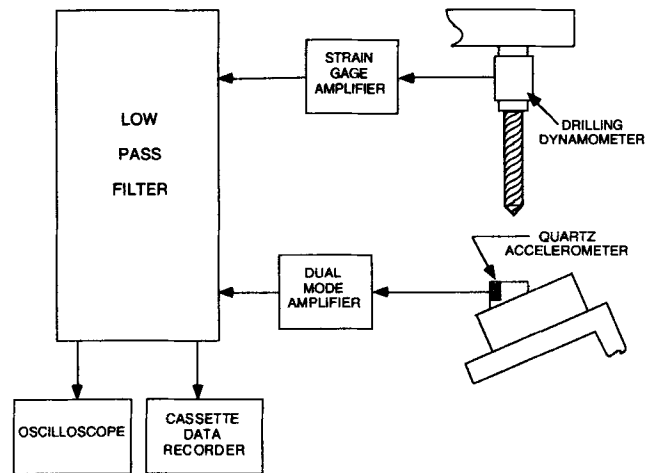 STRAIN
GAGE
AMPLIFIER
LOW
PASS
FILTER
DRILLING
DYNAMOMETER
QUARTZ
ACCELEROMETER
DUAL
MODE
AMPLIFIER
OSCILLOSCOPE
CASSETTE
DATA
RECORDER